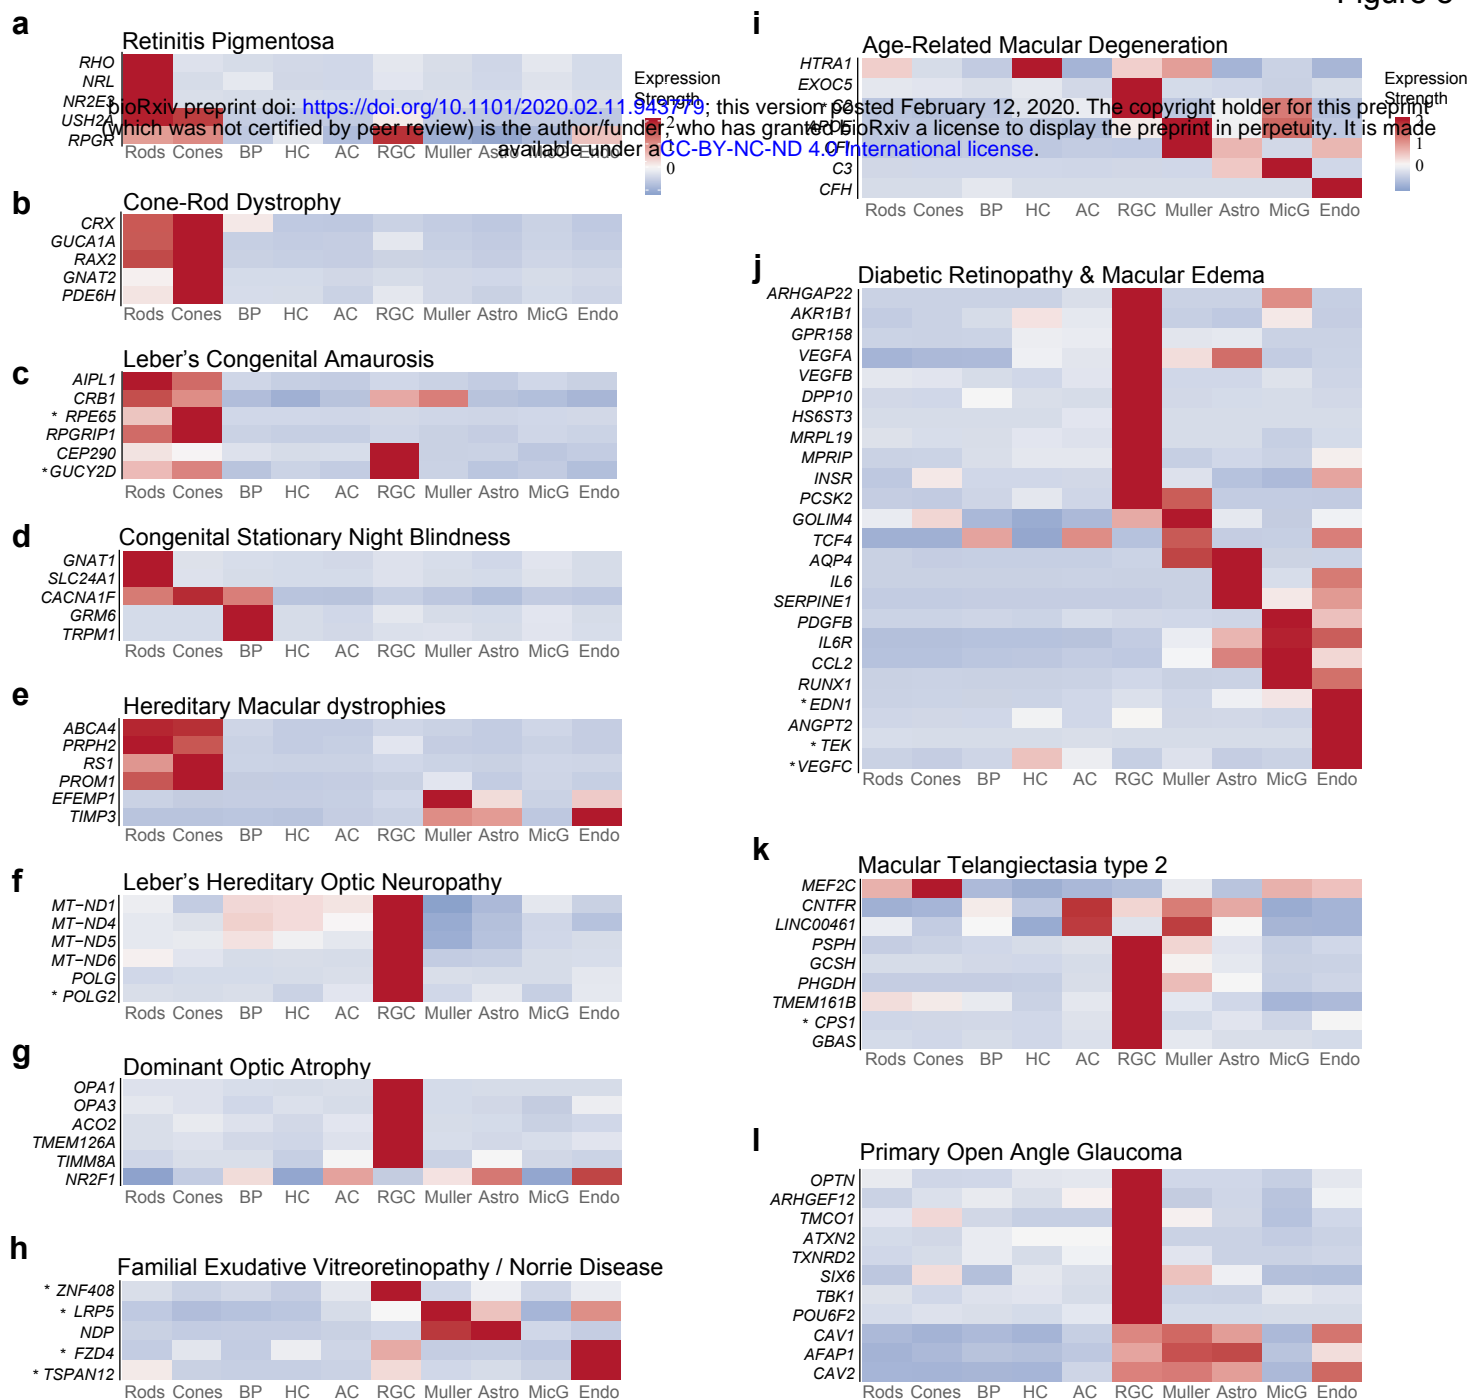 a
Retinitis Pigmentosa
RHO
NRL
NR2E3
USH2A
RPGR
Rods Cones BP HC AC RGC Muller Astro MicG Endo
Expression
Strength
2
1
0
bioRxiv preprint doi: https://doi.org/10.1101/2020.02.11.943779; this version posted February 12, 2020. The copyright holder for this preprint
(which was not certified by peer review) is the author/funder, who has granted bioRxiv a license to display the preprint in perpetuity. It is made
available under aCC-BY-NC-ND 4.0 International license.
b
Cone-Rod Dystrophy
CRX
GUCA1A
RAX2
GNAT2
PDE6H
Rods Cones BP HC AC RGC Muller Astro MicG Endo
c
Leber's Congenital Amaurosis
AIPL1
CRB1
* RPE65
RPGRIP1
CEP290
*GUCY2D
Rods Cones BP HC AC RGC Muller Astro MicG Endo
d
Congenital Stationary Night Blindness
GNAT1
SLC24A1
CACNA1F
GRM6
TRPM1
Rods Cones BP HC AC RGC Muller Astro MicG Endo
e
Hereditary Macular dystrophies
ABCA4
PRPH2
RS1
PROM1
EFEMP1
TIMP3
Rods Cones BP HC AC RGC Muller Astro MicG Endo
f
Leber's Hereditary Optic Neuropathy
MT−ND1
MT−ND4
MT−ND5
MT−ND6
POLG
* POLG2
Rods Cones BP HC AC RGC Muller Astro MicG Endo
g
Dominant Optic Atrophy
OPA1
OPA3
ACO2
TMEM126A
TIMM8A
NR2F1
Rods Cones BP HC AC RGC Muller Astro MicG Endo
h
Familial Exudative Vitreoretinopathy / Norrie Disease
* ZNF408
* LRP5
NDP
* FZD4
* TSPAN12
Rods Cones BP HC AC RGC Muller Astro MicG Endo
i
Age-Related Macular Degeneration
HTRA1
EXOC5
* C2
APOE
CFI
C3
CFH
Rods Cones BP HC AC RGC Muller Astro MicG Endo
Expression
Strength
1
0
j
Diabetic Retinopathy & Macular Edema
ARHGAP22
AKR1B1
GPR158
VEGFA
VEGFB
DPP10
HS6ST3
MRPL19
MPRIP
INSR
PCSK2
GOLIM4
TCF4
AQP4
IL6
SERPINE1
PDGFB
IL6R
CCL2
RUNX1
* EDN1
ANGPT2
* TEK
*VEGFC
Rods Cones BP HC AC RGC Muller Astro MicG Endo
k
Macular Telangiectasia type 2
MEF2C
CNTFR
LINC00461
PSPH
GCSH
PHGDH
TMEM161B
* CPS1
GBAS
Rods Cones BP HC AC RGC Muller Astro MicG Endo
l
Primary Open Angle Glaucoma
OPTN
ARHGEF12
TMCO1
ATXN2
TXNRD2
SIX6
TBK1
POU6F2
CAV1
AFAP1
CAV2
Rods Cones BP HC AC RGC Muller Astro MicG Endo